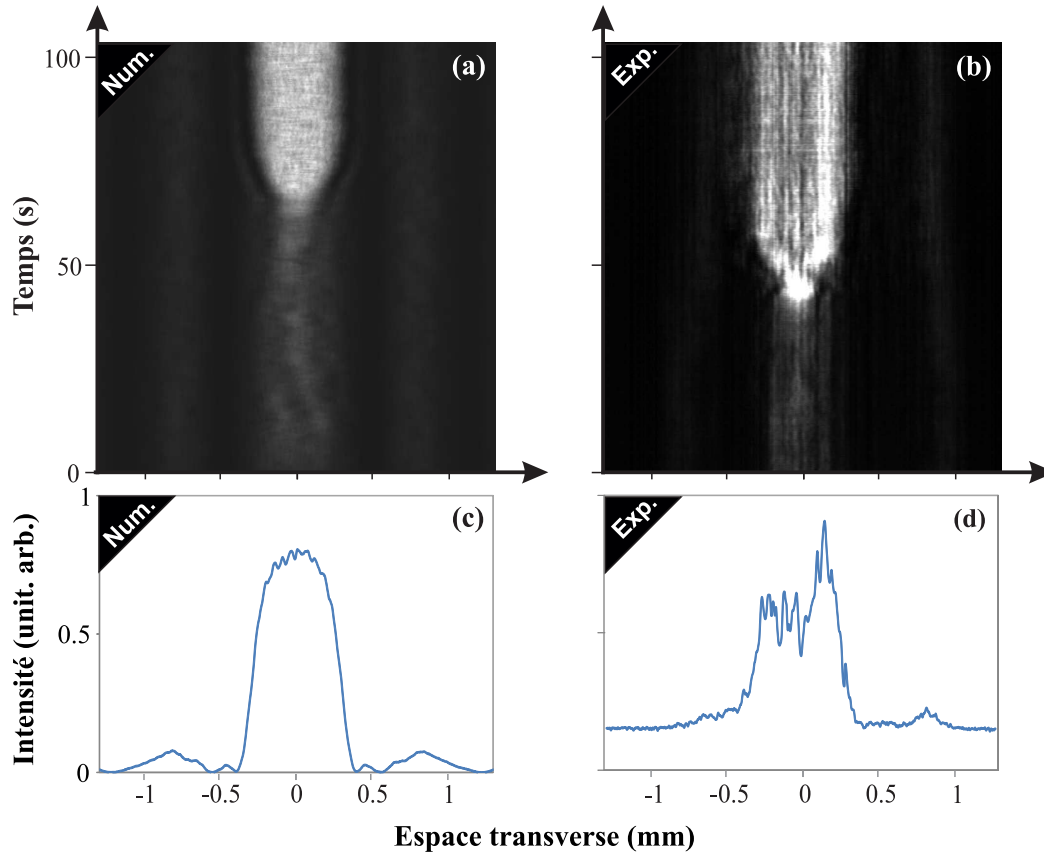 Num.
(a)
Exp.
(b)
100
50
0
Temps (s)
Num.
(c)
Exp.
(d)
1
0.5
0
Intensité (unit. arb.)
-1 -0.5 0 0.5 1
-1 -0.5 0 0.5 1
Espace transverse (mm)